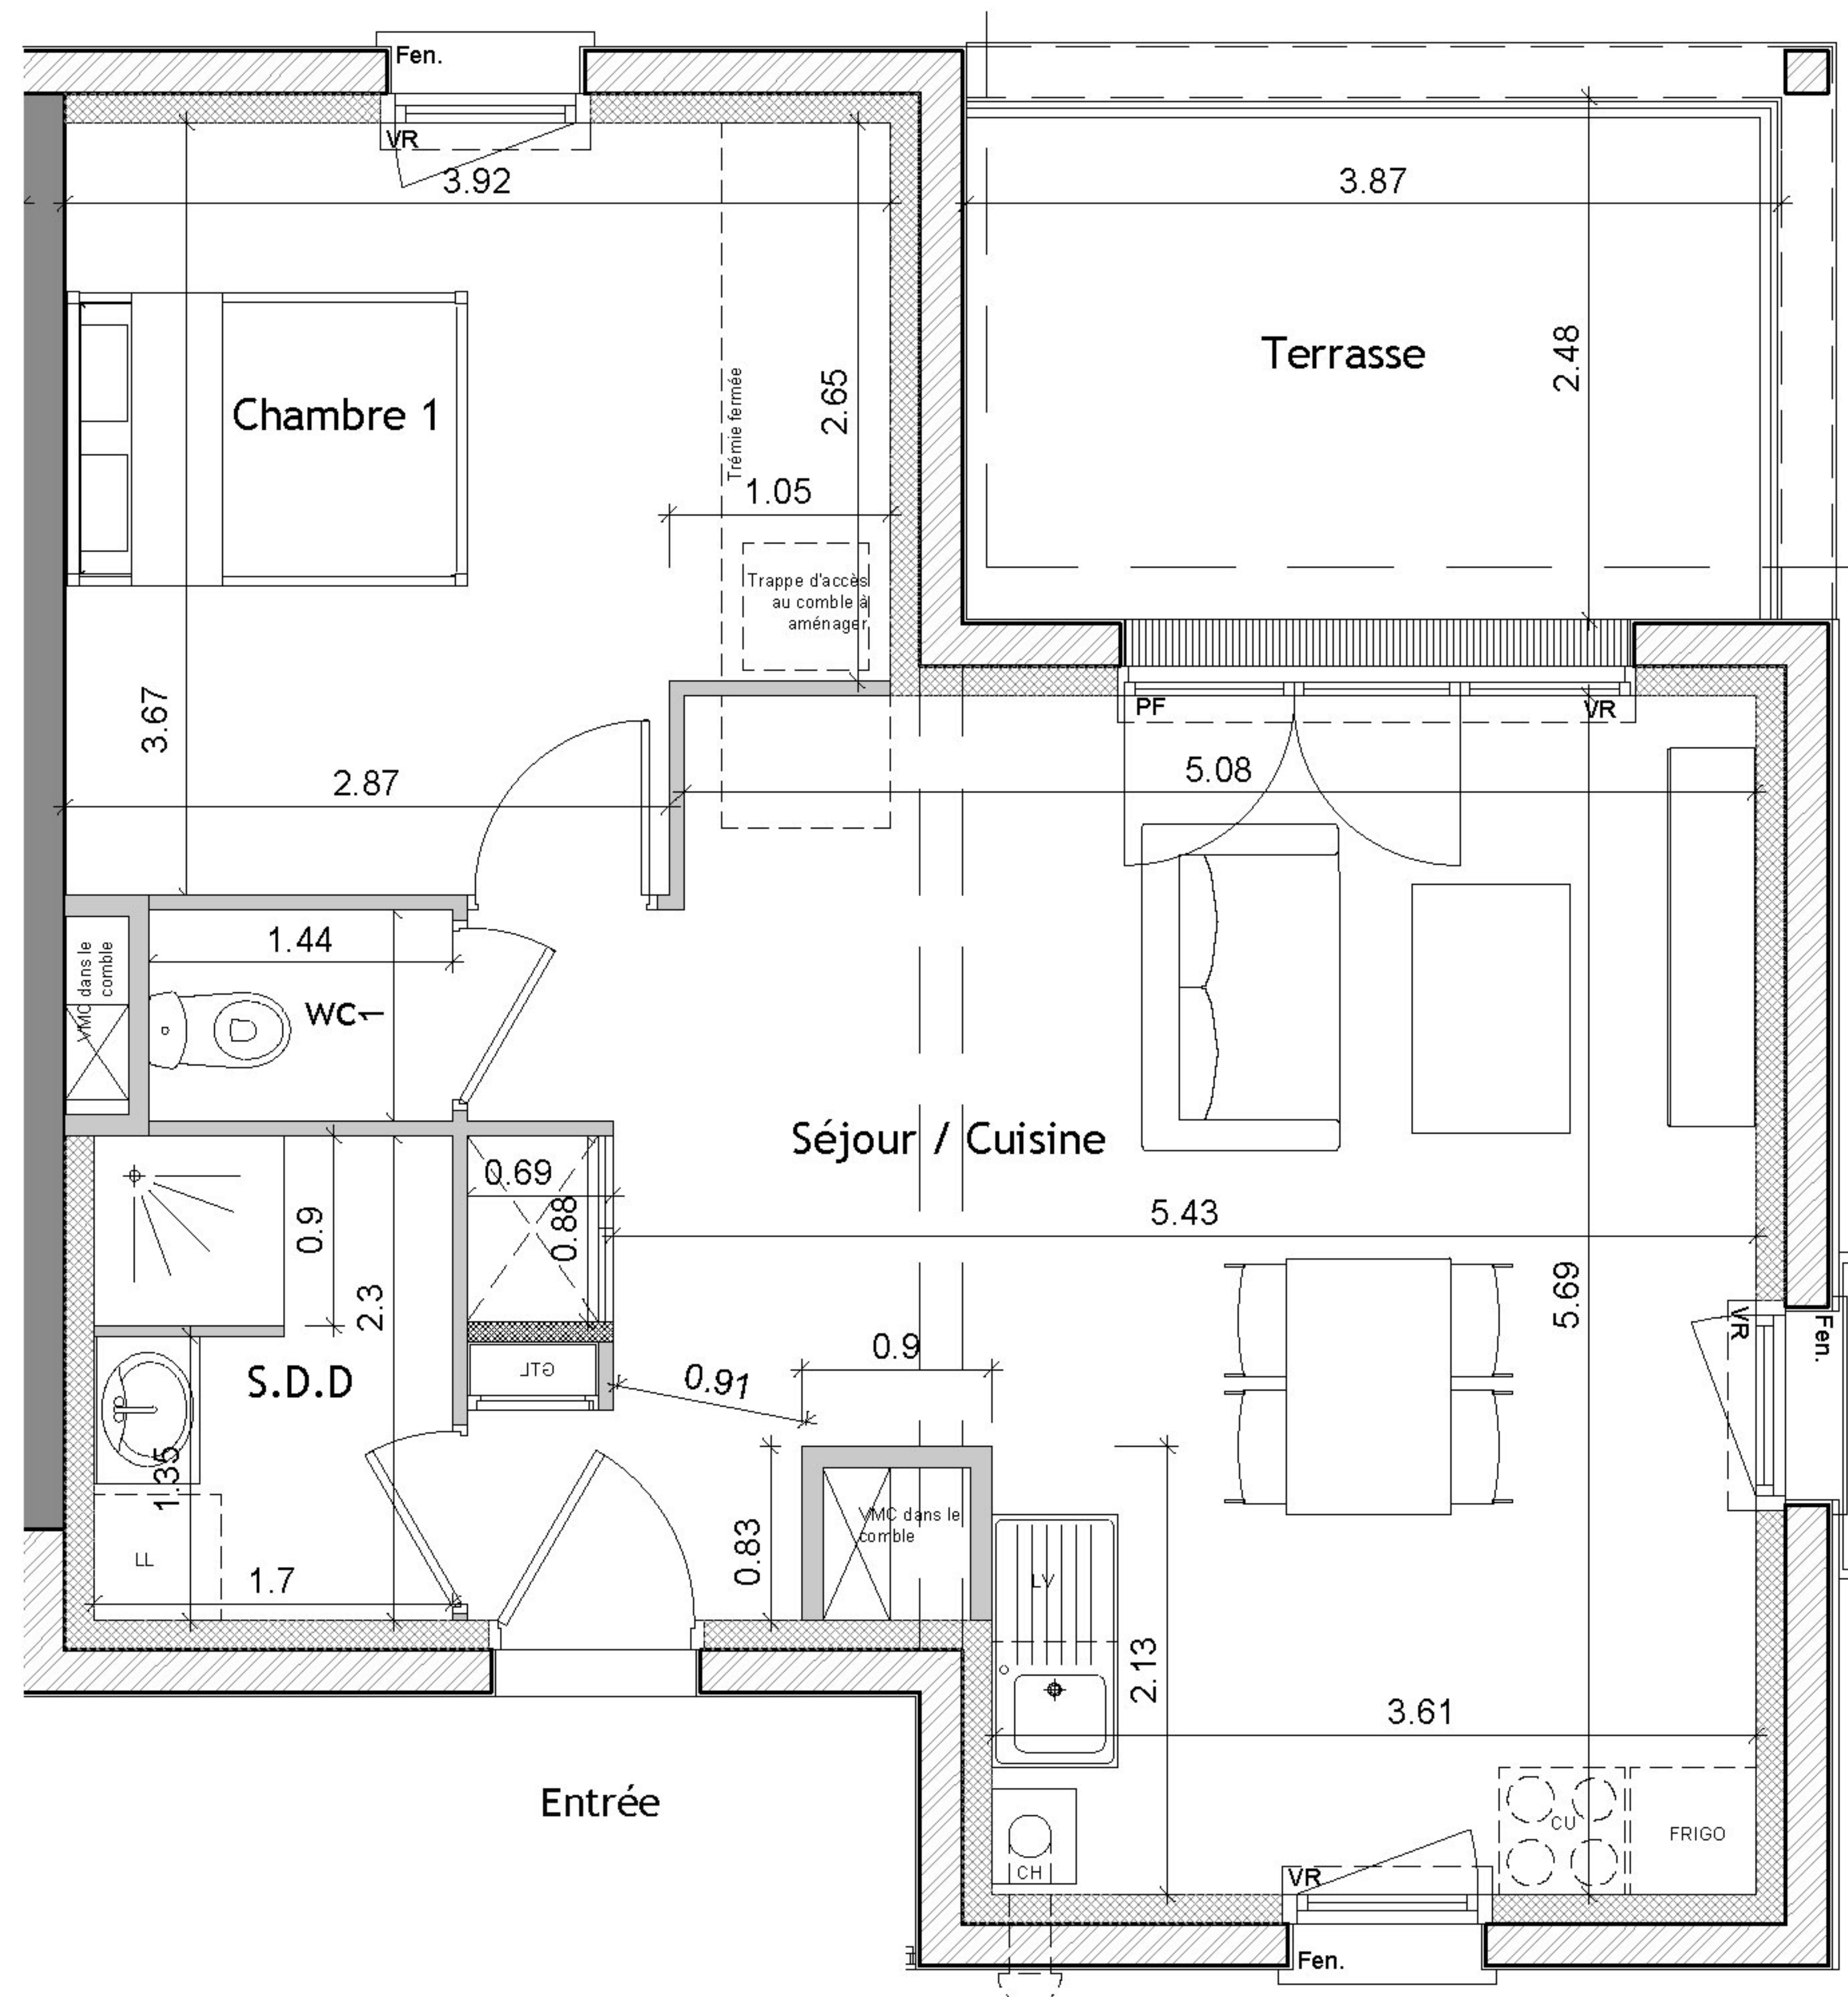 Fen.
VR
3.92
3.87
Terrasse
2.48
Chambre 1
Trémie fermée
2.65
1.05
Trappe d'accès
au comble à
aménager
3.67
PF
VR
2.87
5.08
1.44
VMC dans le
comble
WC
1
Séjour / Cuisine
0.69
0.88
0.9
5.43
2.3
5.69
VR
Fen.
S.D.D
GTL
0.91
0.9
1.35
VMC dans le
comble
0.83
LL
1.7
LV
2.13
3.61
Entrée
CU
FRIGO
CH
VR
Fen.